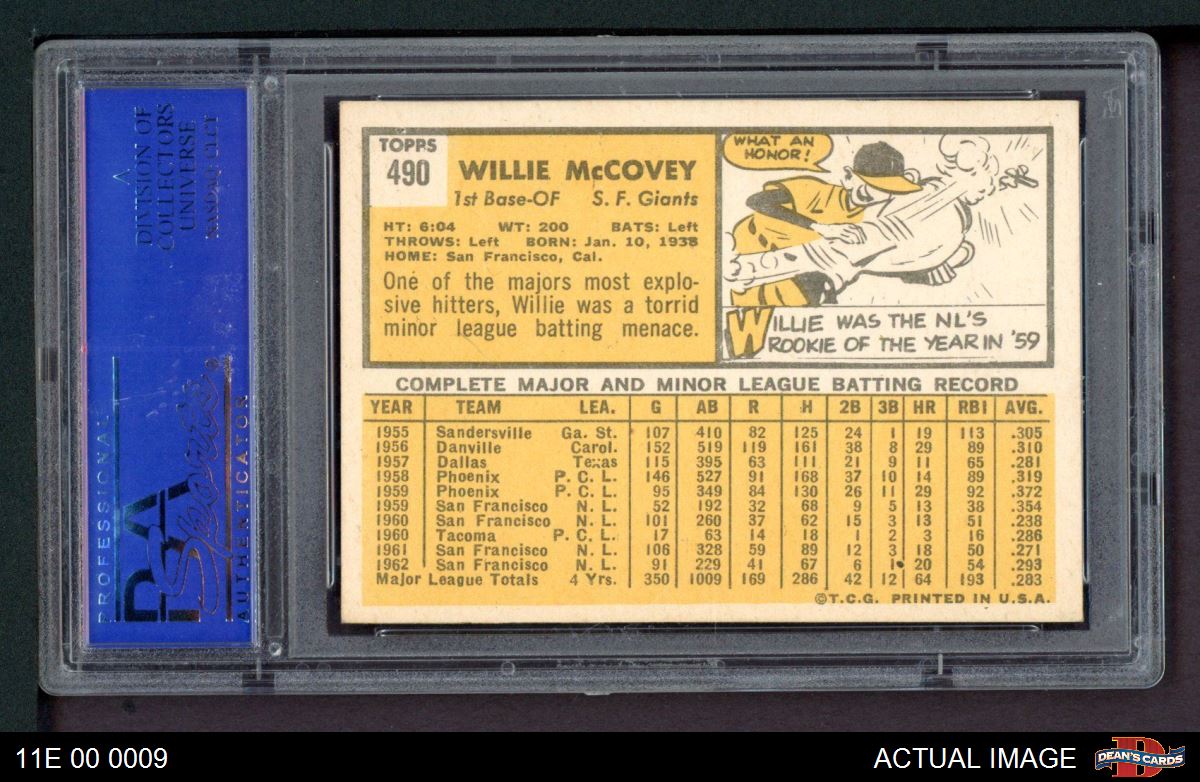 DIVISION OF
COLLECTORS
UNIVERSE
NASDAQ: CLCT
PROFESSIONAL
PSA
Sports®
AUTHENTICATOR
TOPPS
490
WILLIE McCOVEY
1st Base-OF S. F. Giants
HT: 6:04 WT: 200 BATS: Left
THROWS: Left BORN: Jan. 10, 1938
HOME: San Francisco, Cal.
One of the majors most explo-
sive hitters, Willie was a torrid
minor league batting menace.
WHAT AN
HONOR!
WILLIE WAS THE NL'S
ROOKIE OF THE YEAR IN '59
COMPLETE MAJOR AND MINOR LEAGUE BATTING RECORD
YEAR TEAM LEA. G AB R H 2B 3B HR RBI AVG.
1955 Sandersville Ga. St. 107 410 82 125 24 1 19 113 .305
1956 Danville Carol. 152 519 119 161 38 8 29 89 .310
1957 Dallas Texas 115 395 63 111 21 9 11 65 .281
1958 Phoenix P. C. L. 146 527 91 168 37 10 14 89 .319
1959 Phoenix P. C. L. 95 349 84 130 26 11 29 92 .372
1959 San Francisco N. L. 52 192 32 68 9 5 13 38 .354
1960 San Francisco N. L. 101 260 37 62 15 3 13 51 .238
1960 Tacoma P. C. L. 17 63 14 18 1 2 3 16 .286
1961 San Francisco N. L. 106 328 59 89 12 3 18 50 .271
1962 San Francisco N. L. 91 229 41 67 6 1 20 54 .293
Major League Totals 4 Yrs. 350 1009 169 286 42 12 64 193 .283
©T.C.G. PRINTED IN U.S.A.
11E 00 0009
ACTUAL IMAGE
DEAN'S CARDS